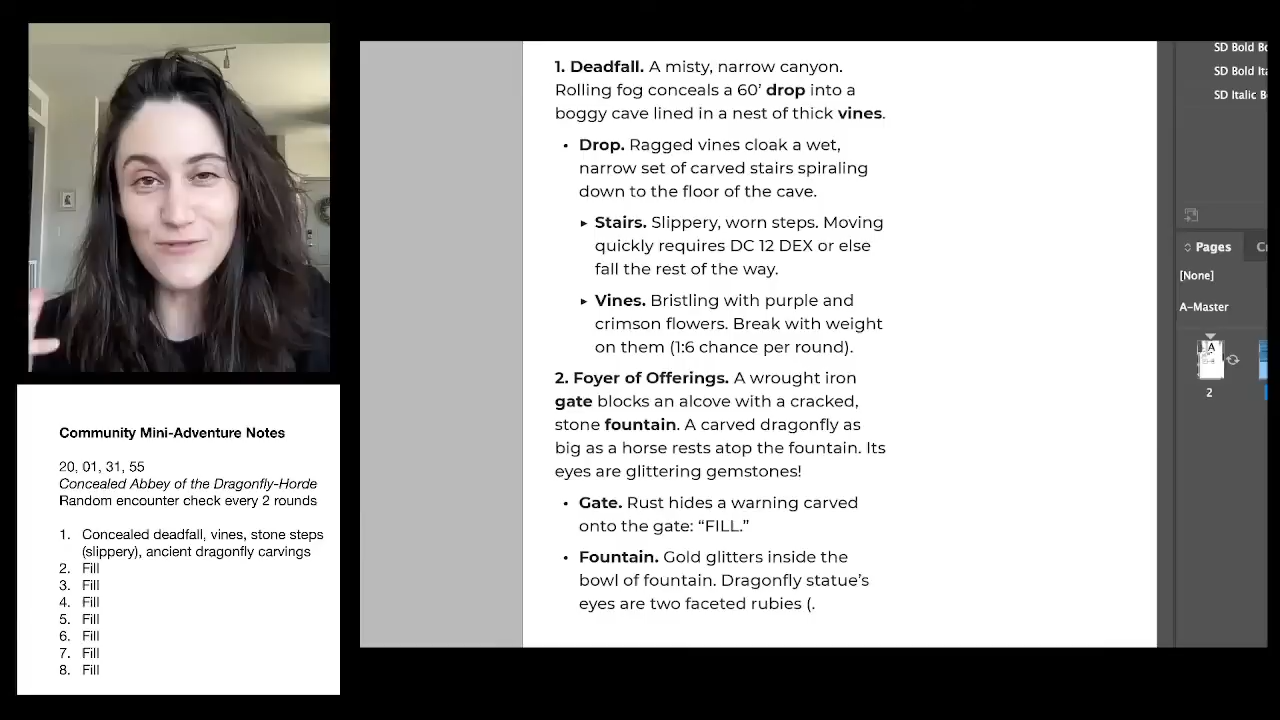 1. Deadfall. A misty, narrow canyon.
Rolling fog conceals a 60' drop into a
boggy cave lined in a nest of thick vines.
• Drop. Ragged vines cloak a wet,
narrow set of carved stairs spiraling
down to the floor of the cave.
▸ Stairs. Slippery, worn steps. Moving
quickly requires DC 12 DEX or else
fall the rest of the way.
▸ Vines. Bristling with purple and
crimson flowers. Break with weight
on them (1:6 chance per round).
2. Foyer of Offerings. A wrought iron
gate blocks an alcove with a cracked,
stone fountain. A carved dragonfly as
big as a horse rests atop the fountain. Its
eyes are glittering gemstones!
• Gate. Rust hides a warning carved
onto the gate: “FILL.”
• Fountain. Gold glitters inside the
bowl of fountain. Dragonfly statue’s
eyes are two faceted rubies (.
SD Bold
SD Bold
SD Italic
Pages
[None]
A-Master
A
2
Community Mini-Adventure Notes
20, 01, 31, 55
Concealed Abbey of the Dragonfly-Horde
Random encounter check every 2 rounds
1. Concealed deadfall, vines, stone steps
(slippery), ancient dragonfly carvings
2. Fill
3. Fill
4. Fill
5. Fill
6. Fill
7. Fill
8. Fill